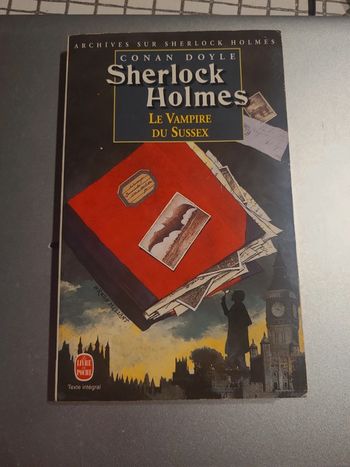 ARCHIVES SUR SHERLOCK HOLMES
CONAN DOYLE
Sherlock
Holmes
LE VAMPIRE
DU SUSSEX
LE LIVRE
DE POCHE
Texte intégral